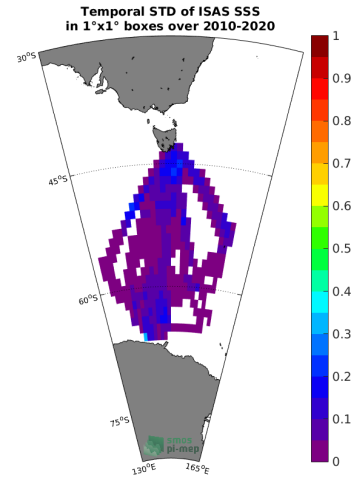 Temporal STD of ISAS SSS
in 1°x1° boxes over 2010-2020
30°S
45°S
60°S
75°S
130°E
165°E
1
0.9
0.8
0.7
0.6
0.5
0.4
0.3
0.2
0.1
0
smos
pi-mep